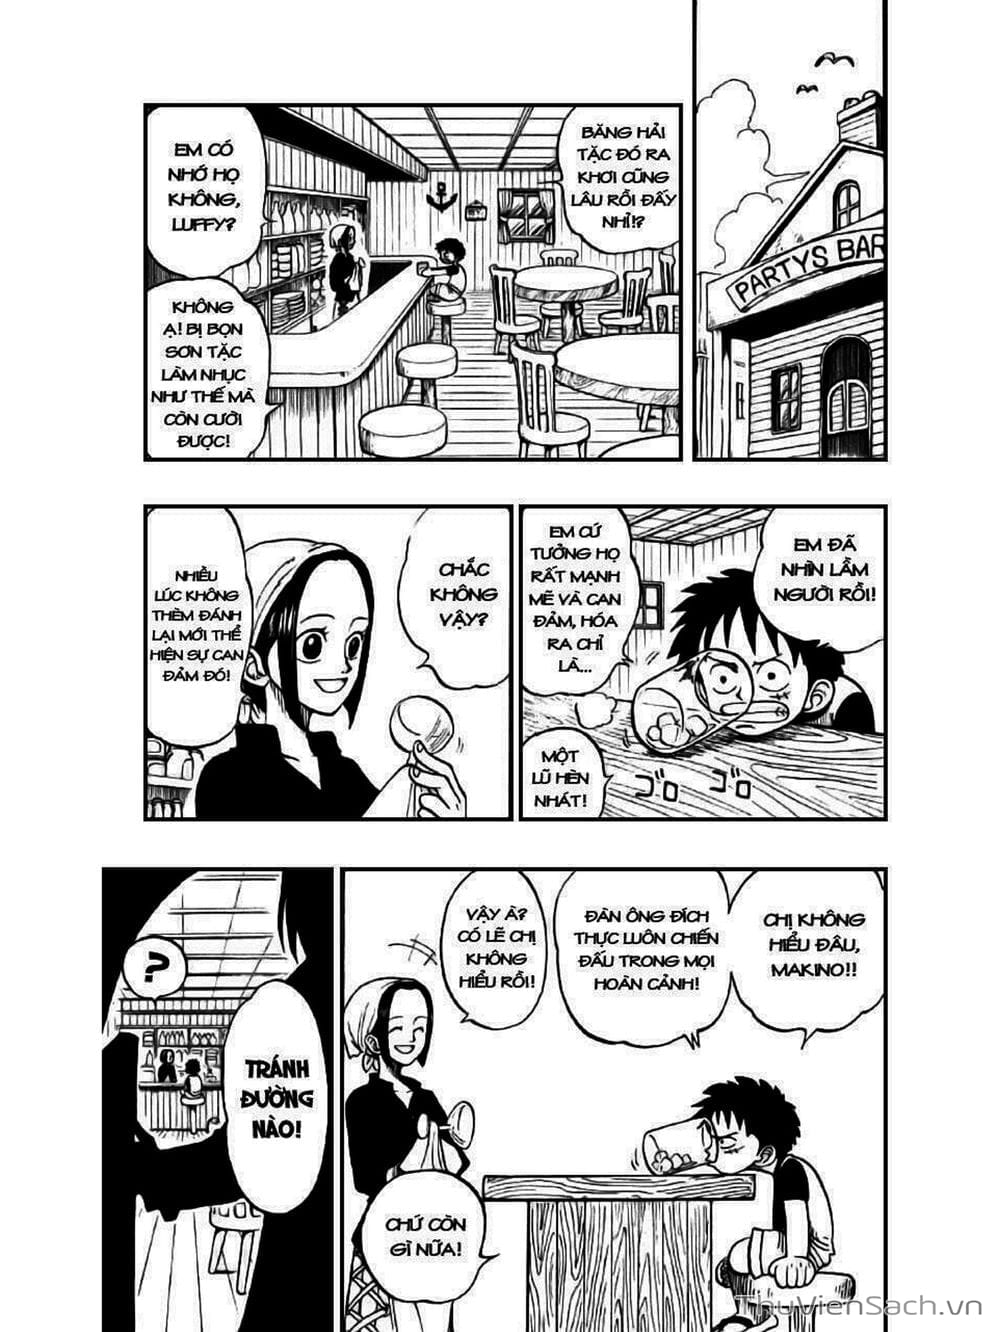 PARTYS BAR
BĂNG HẢI
TẶC ĐÓ RA
KHƠI CŨNG
LÂU RỒI ĐẤY
NHỈ!?
EM CÓ
NHỚ HỌ
KHÔNG,
LUFFY?
KHÔNG
Ạ! BỊ BỌN
SƠN TẶC
LÀM NHỤC
NHƯ THẾ MÀ
CÒN CƯỜI
ĐƯỢC!
EM ĐÃ
NHÌN LẦM
NGƯỜI RỒI!
EM CỨ
TƯỞNG HỌ
RẤT MẠNH
MẼ VÀ CAN
ĐẢM, HÓA
RA CHỈ
LÀ...
MỘT
LŨ HÈN
NHÁT!
ゴロ ゴロ
CHẮC
KHÔNG
VẬY?
NHIỀU
LÚC KHÔNG
THÈM ĐÁNH
LẠI MỚI THỂ
HIỆN SỰ CAN
ĐẢM ĐÓ!
CHỊ KHÔNG
HIỂU ĐÂU,
MAKINO!!
ĐÀN ÔNG ĐÍCH
THỰC LUÔN CHIẾN
ĐẤU TRONG MỌI
HOÀN CẢNH!
VẬY À?
CÓ LẼ CHỊ
KHÔNG
HIỂU RỒI!
CHỨ CÒN
GÌ NỮA!
?
TRÁNH
ĐƯỜNG
NÀO!
ThuVienSach.vn